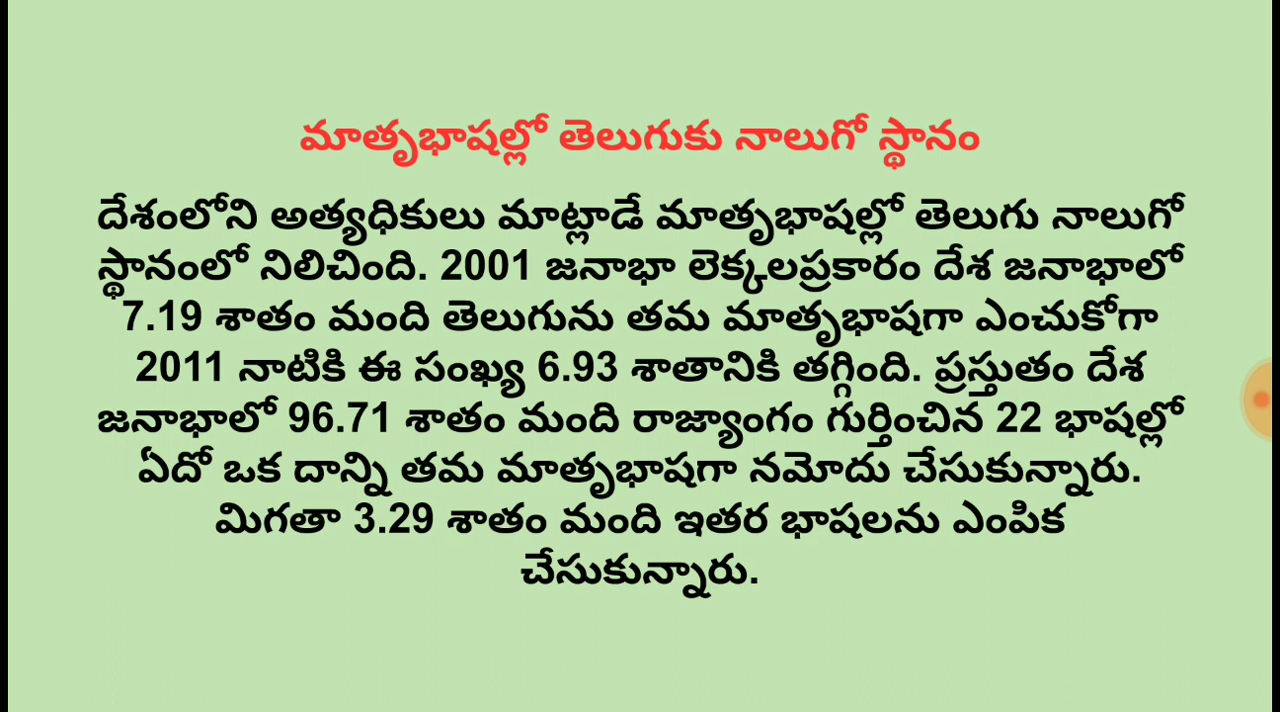 మాతృభాషల్లో తెలుగుకు నాలుగో స్థానం
దేశంలోని అత్యధికులు మాట్లాడే మాతృభాషల్లో తెలుగు నాలుగో
స్థానంలో నిలిచింది. 2001 జనాభా లెక్కలప్రకారం దేశ జనాభాలో
7.19 శాతం మంది తెలుగును తమ మాతృభాషగా ఎంచుకోగా
2011 నాటికి ఈ సంఖ్య 6.93 శాతానికి తగ్గింది. ప్రస్తుతం దేశ
జనాభాలో 96.71 శాతం మంది రాజ్యాంగం గుర్తించిన 22 భాషల్లో
ఏదో ఒక దాన్ని తమ మాతృభాషగా నమోదు చేసుకున్నారు.
మిగతా 3.29 శాతం మంది ఇతర భాషలను ఎంపిక
చేసుకున్నారు.